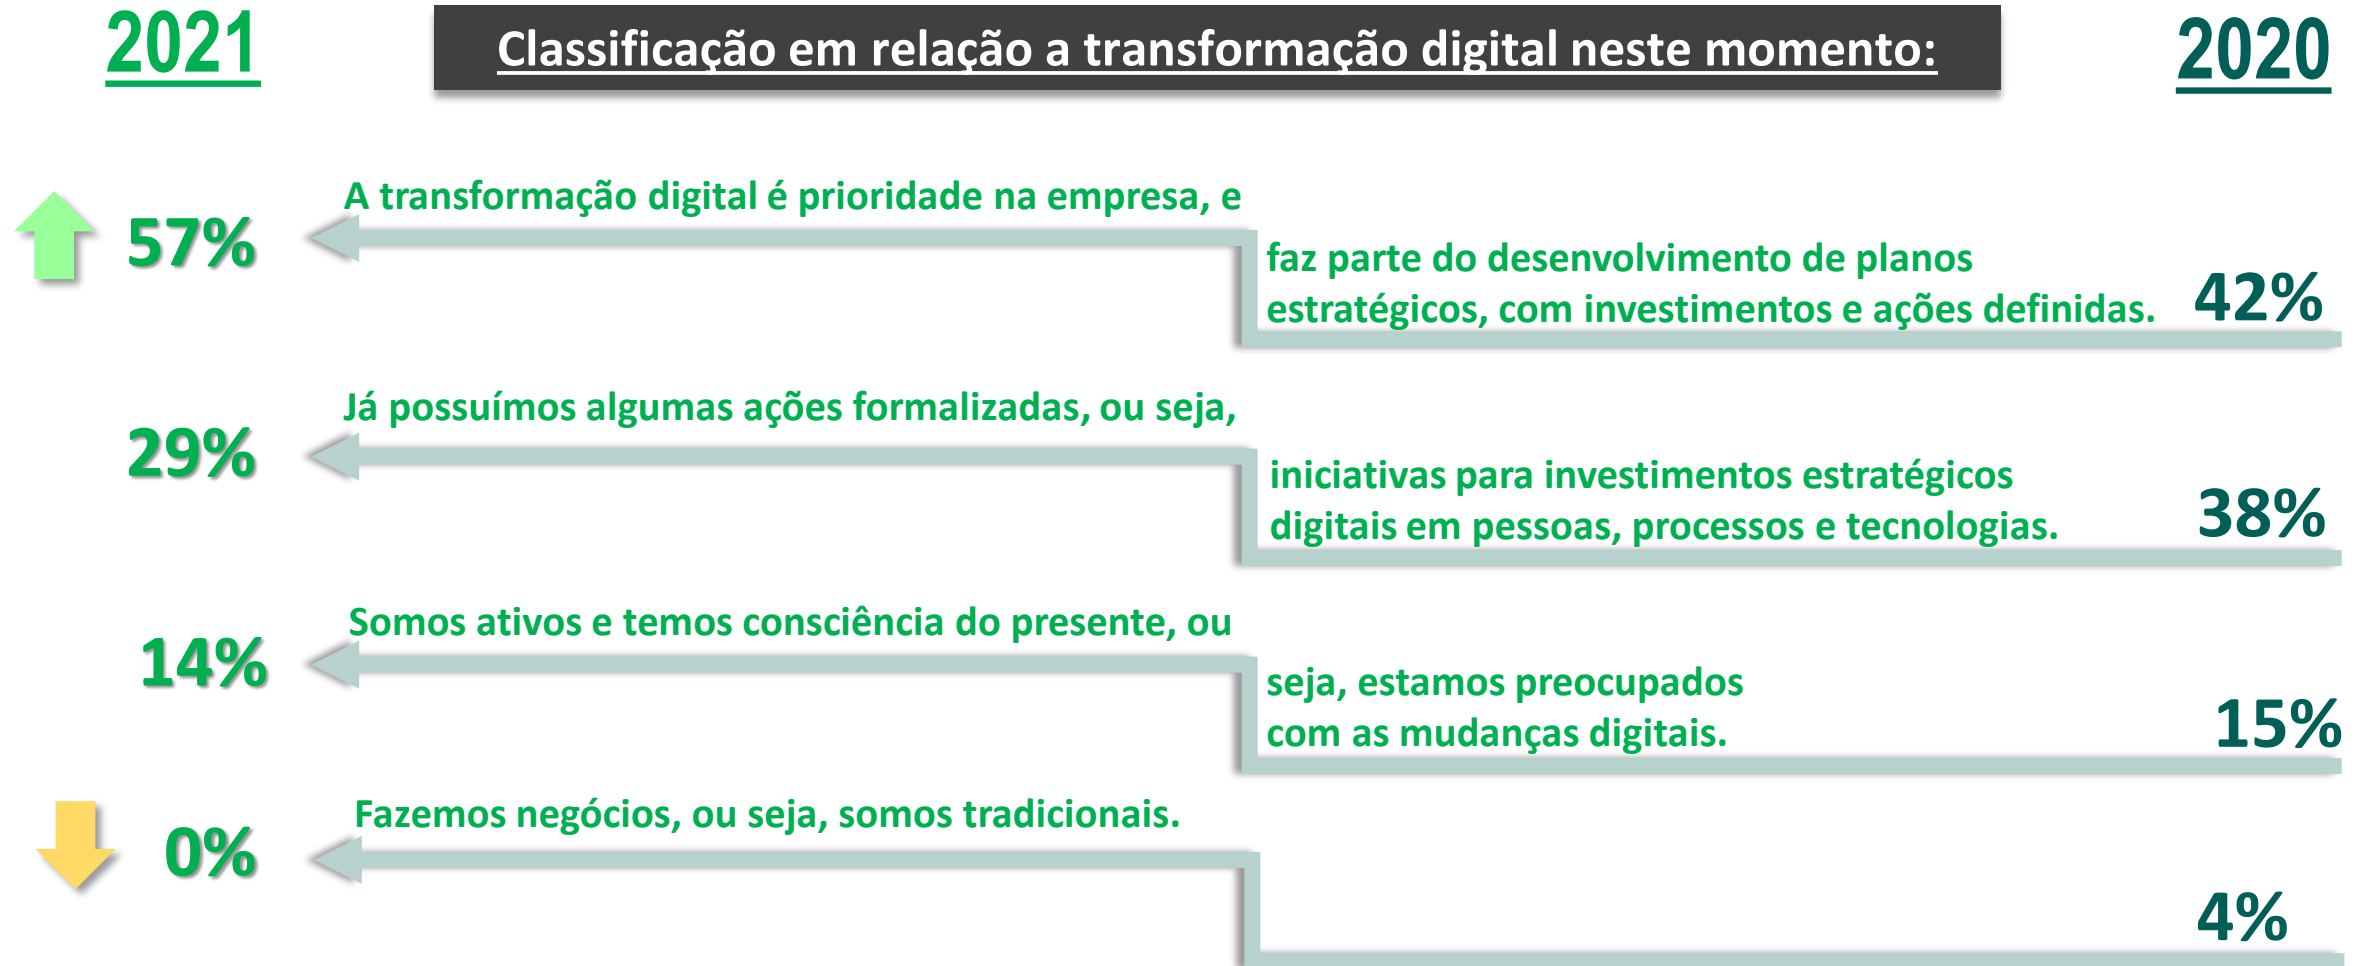 2021
Classificação em relação a transformação digital neste momento:
2020
57%
A transformação digital é prioridade na empresa, e
faz parte do desenvolvimento de planos
estratégicos, com investimentos e ações definidas.
42%
29%
Já possuímos algumas ações formalizadas, ou seja,
iniciativas para investimentos estratégicos
digitais em pessoas, processos e tecnologias.
38%
14%
Somos ativos e temos consciência do presente, ou
seja, estamos preocupados
com as mudanças digitais.
15%
0%
Fazemos negócios, ou seja, somos tradicionais.
4%